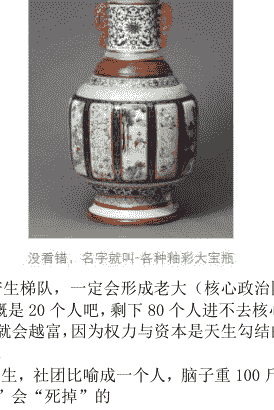 没看错，名字就叫-各种釉彩大宝瓶
生梯队，一定会形成老大（核心政治
概是 20 个人吧，剩下 80 个人进不去核
就会越富，因为权力与资本是天生勾结的
生，社团比喻成一个人，脑子重 100 斤
” 会“死掉”的